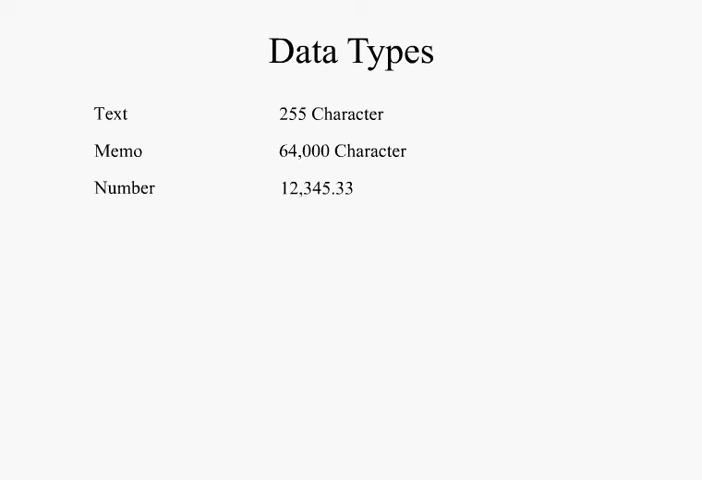 Data Types
Text 255 Character
Memo 64,000 Character
Number 12,345.33